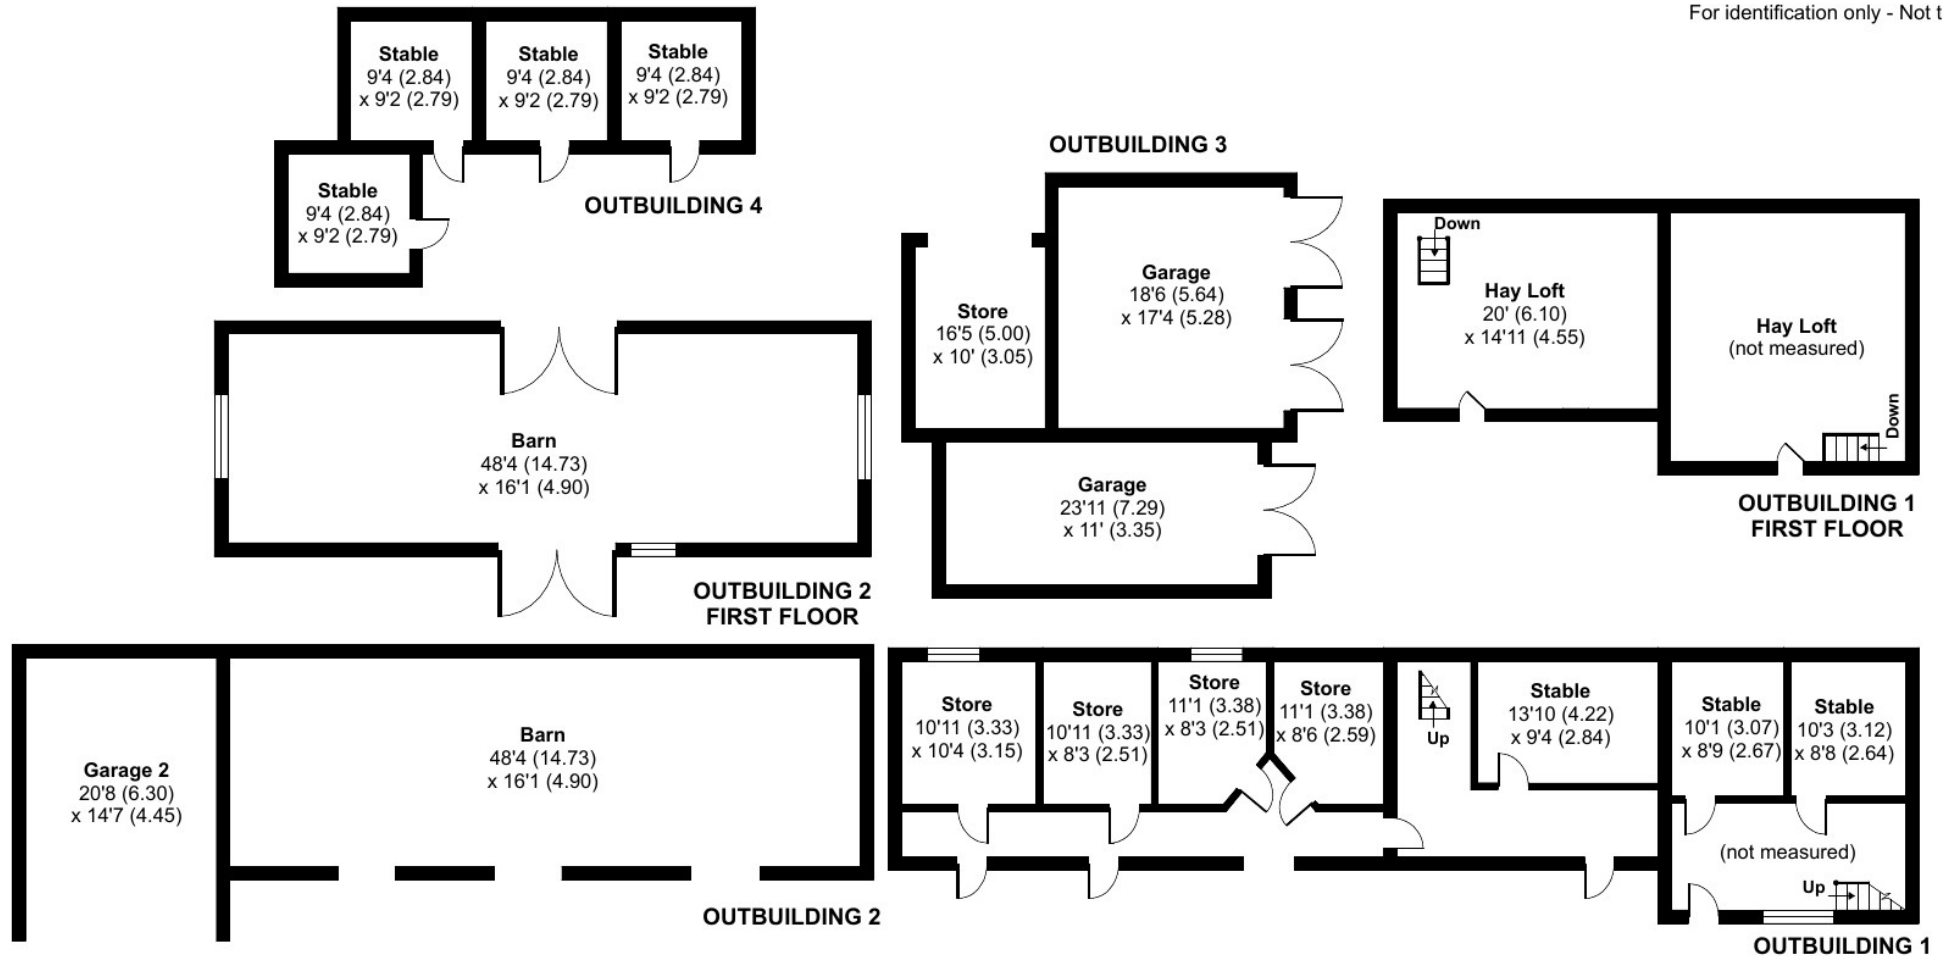 For identification only - Not t
Stable
9'4 (2.84)
x 9'2 (2.79)
Stable
9'4 (2.84)
x 9'2 (2.79)
Stable
9'4 (2.84)
x 9'2 (2.79)
Stable
9'4 (2.84)
x 9'2 (2.79)
OUTBUILDING 4
OUTBUILDING 3
Store
16'5 (5.00)
x 10' (3.05)
Garage
18'6 (5.64)
x 17'4 (5.28)
Garage
23'11 (7.29)
x 11' (3.35)
Down
Hay Loft
20' (6.10)
x 14'11 (4.55)
Hay Loft
(not measured)
Down
OUTBUILDING 1
FIRST FLOOR
Barn
48'4 (14.73)
x 16'1 (4.90)
OUTBUILDING 2
FIRST FLOOR
Garage 2
20'8 (6.30)
x 14'7 (4.45)
Barn
48'4 (14.73)
x 16'1 (4.90)
OUTBUILDING 2
Store
10'11 (3.33)
x 10'4 (3.15)
Store
10'11 (3.33)
x 8'3 (2.51)
Store
11'1 (3.38)
x 8'3 (2.51)
Store
11'1 (3.38)
x 8'6 (2.59)
Up
Stable
13'10 (4.22)
x 9'4 (2.84)
Stable
10'1 (3.07)
x 8'9 (2.67)
Stable
10'3 (3.12)
x 8'8 (2.64)
(not measured)
Up
OUTBUILDING 1